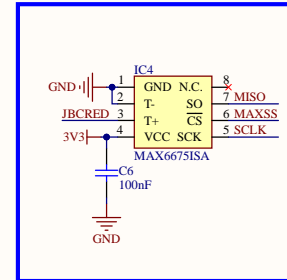 IC4
GND 1 GND N.C. 8
2 T- SO 7 MISO
JBCRED 3 T+ CS 6 MAXSS
3V3 4 VCC SCK 5 SCLK
MAX6675ISA
C6
100nF
GND